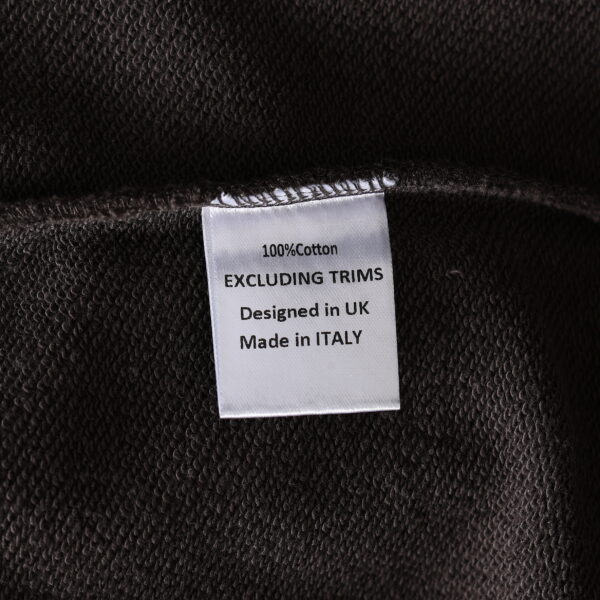 100%Cotton
EXCLUDING TRIMS
Designed in UK
Made in ITALY